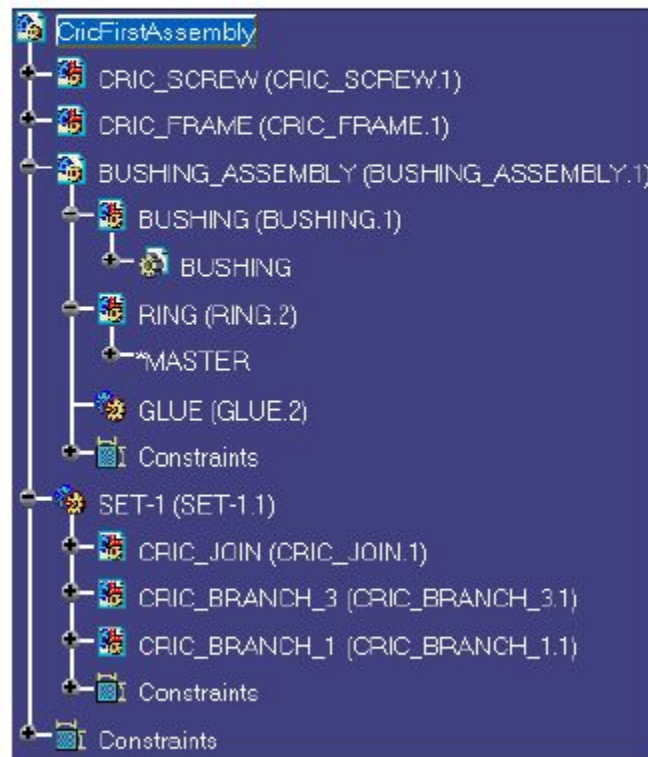 CricFirstAssembly
CRIC_SCREW (CRIC_SCREW.1)
CRIC_FRAME (CRIC_FRAME.1)
BUSHING_ASSEMBLY (BUSHING_ASSEMBLY.1)
BUSHING (BUSHING.1)
BUSHING
RING (RING.2)
*MASTER
GLUE (GLUE.2)
Constraints
SET-1 (SET-1.1)
CRIC_JOIN (CRIC_JOIN.1)
CRIC_BRANCH_3 (CRIC_BRANCH_3.1)
CRIC_BRANCH_1 (CRIC_BRANCH_1.1)
Constraints
Constraints